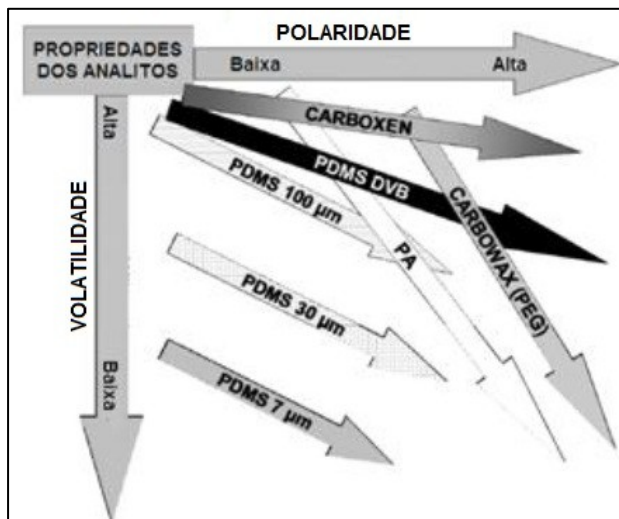 PROPRIEDADES
DOS ANALITOS
POLARIDADE
Baixa
Alta
VOLATILIDADE
Alta
Baixa
CARBOXEN
PDMS DVB
PDMS 100 µm
PA
CARBOWAX (PEG)
PDMS 30 µm
PDMS 7 µm